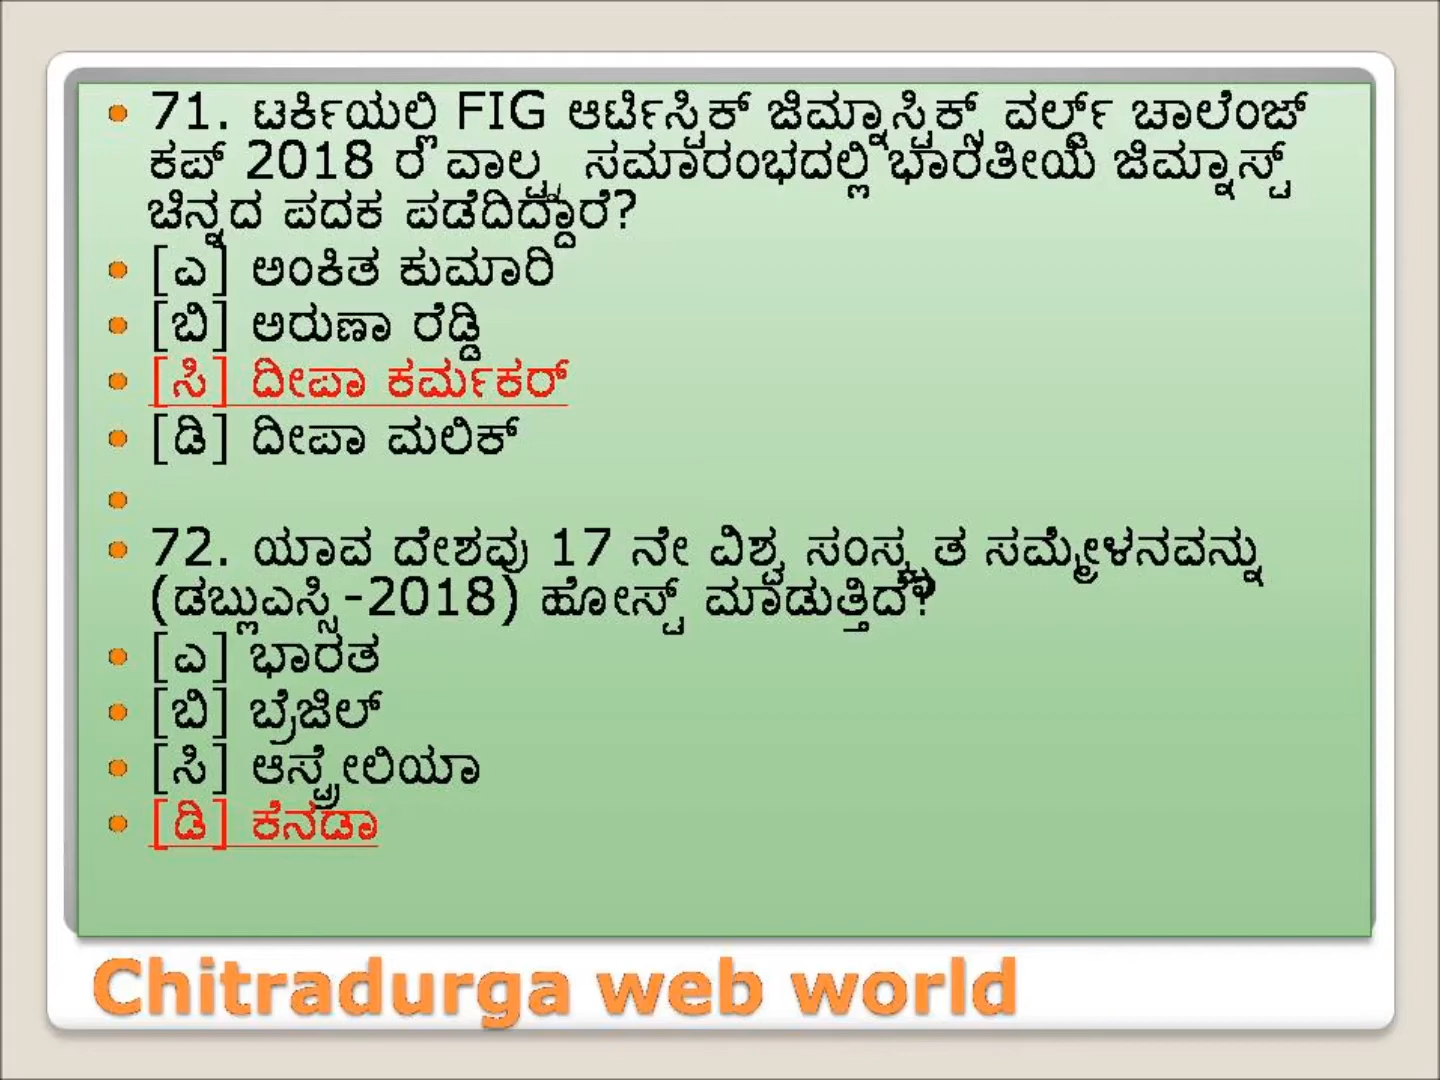 71. ಟರ್ಕಿಯಲ್ಲಿ FIG ಆರ್ಟಿಸ್ಟಿಕ್ ಜಿಮ್ನಾಸ್ಟಿಕ್ಸ್ ವರ್ಲ್ಡ್ ಚಾಲೆಂಜ್
ಕಪ್ 2018 ರ ವಾಲ್ಟ್ನ ಸಮಾರಂಭದಲ್ಲಿ ಭಾರತೀಯ ಜಿಮ್ನಾಸ್ಟ್
ಚಿನ್ನದ ಪದಕ ಪಡೆದಿದ್ದಾರೆ?
[ಎ] ಅಂಕಿತ ಕುಮಾರಿ
[ಬಿ] ಅರುಣಾ ರೆಡ್ಡಿ
[ಸಿ] ದೀಪಾ ಕರ್ಮಕರ್
[ಡಿ] ದೀಪಾ ಮಲಿಕ್
72. ಯಾವ ದೇಶವು 17 ನೇ ವಿಶ್ವ ಸಂಸ್ಕೃತ ಸಮ್ಮೇಳನವನ್ನು
(ಡಬ್ಲುಎಸ್ಸಿ-2018) ಹೋಸ್ಟ್ ಮಾಡುತ್ತಿದೆ?
[ಎ] ಭಾರತ
[ಬಿ] ಬ್ರೆಜಿಲ್
[ಸಿ] ಆಸ್ಟ್ರೇಲಿಯಾ
[ಡಿ] ಕೆನಡಾ
Chitradurga web world